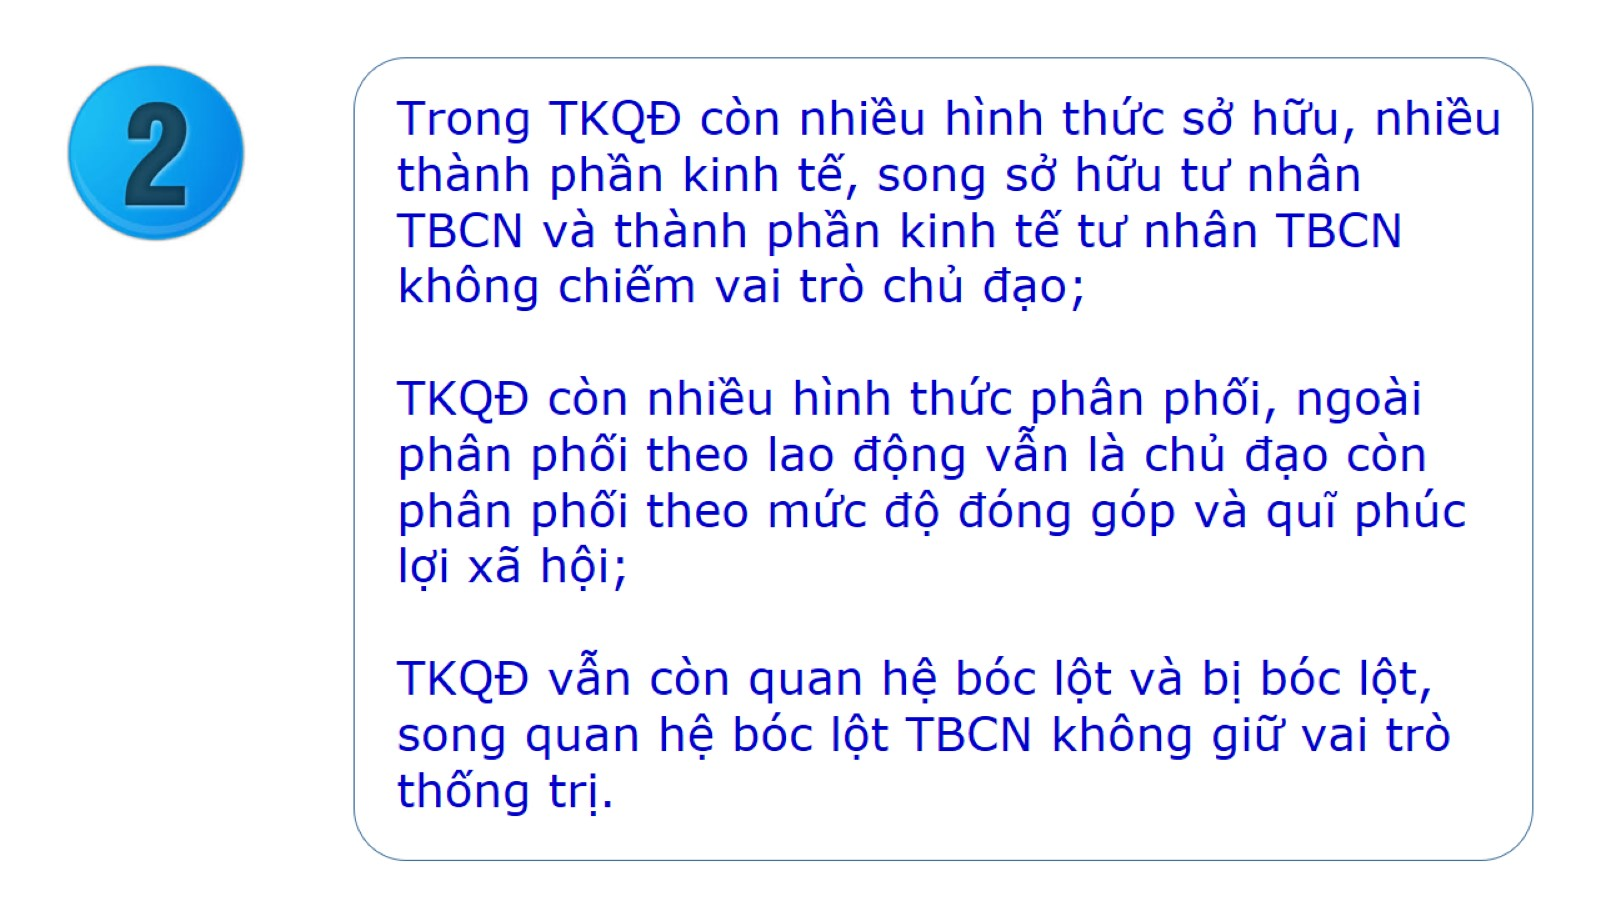 2
Trong TKQĐ còn nhiều hình thức sở hữu, nhiều
thành phần kinh tế, song sở hữu tư nhân
TBCN và thành phần kinh tế tư nhân TBCN
không chiếm vai trò chủ đạo;
TKQĐ còn nhiều hình thức phân phối, ngoài
phân phối theo lao động vẫn là chủ đạo còn
phân phối theo mức độ đóng góp và quĩ phúc
lợi xã hội;
TKQĐ vẫn còn quan hệ bóc lột và bị bóc lột,
song quan hệ bóc lột TBCN không giữ vai trò
thống trị.